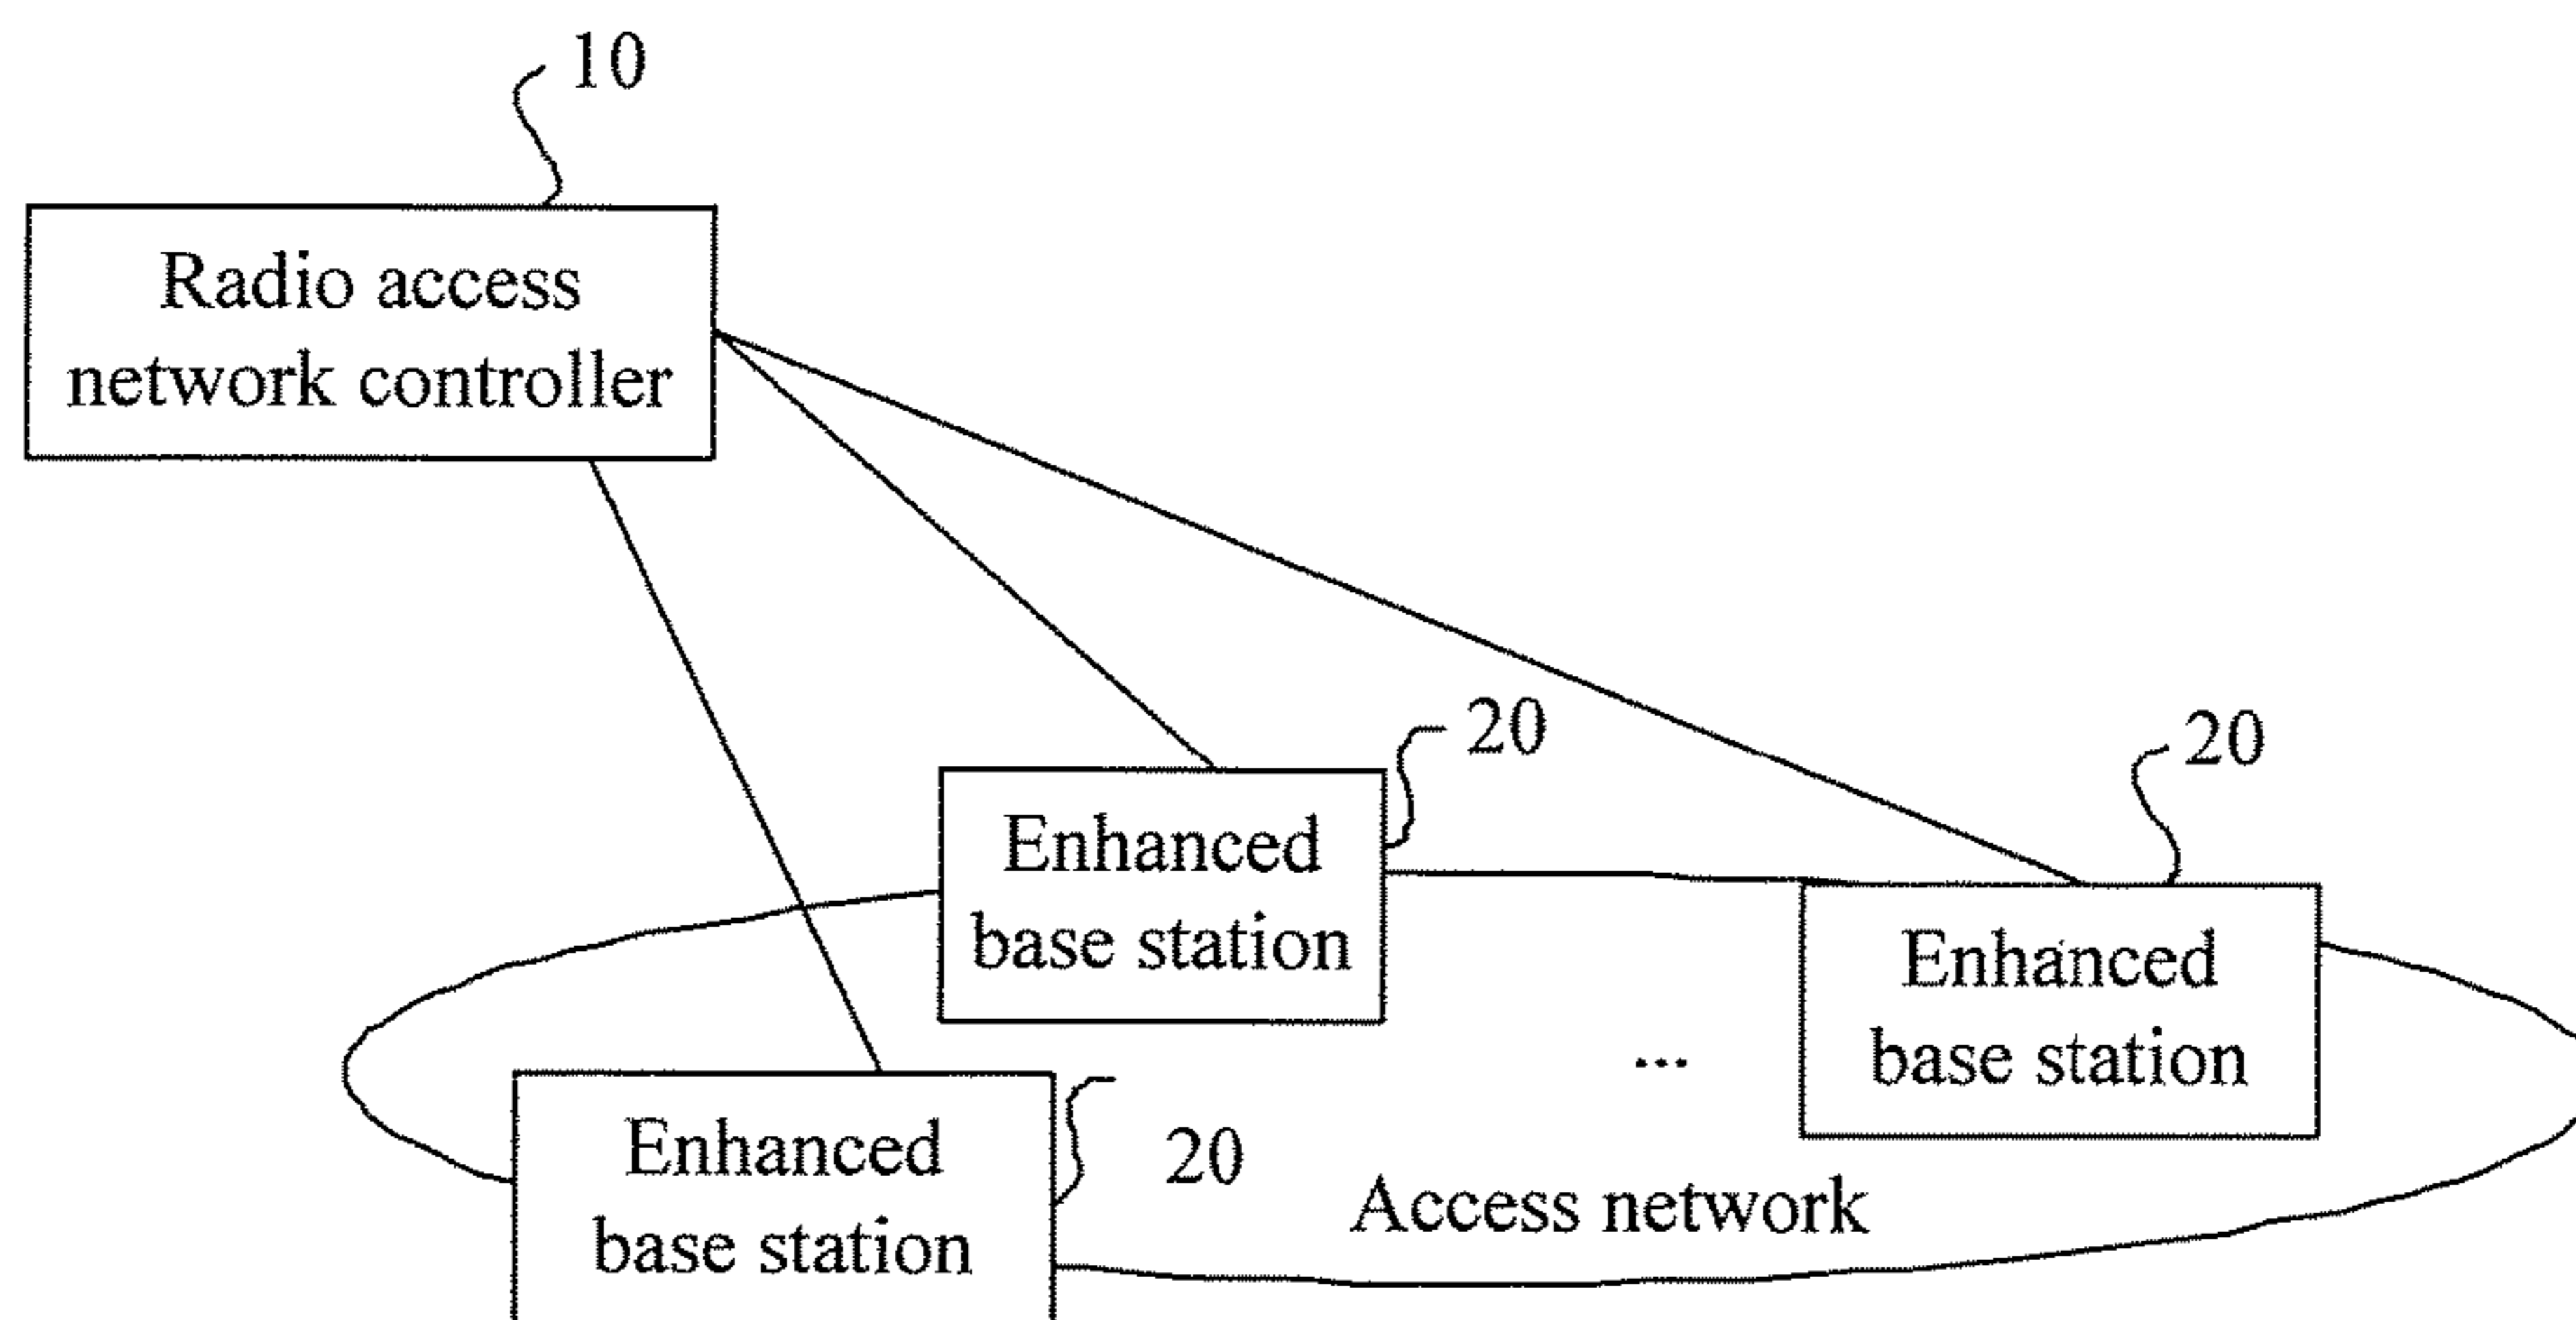 10
Radio access
network controller
20
20
Enhanced
base station
Enhanced
base station
...
Enhanced
base station
20
Access network